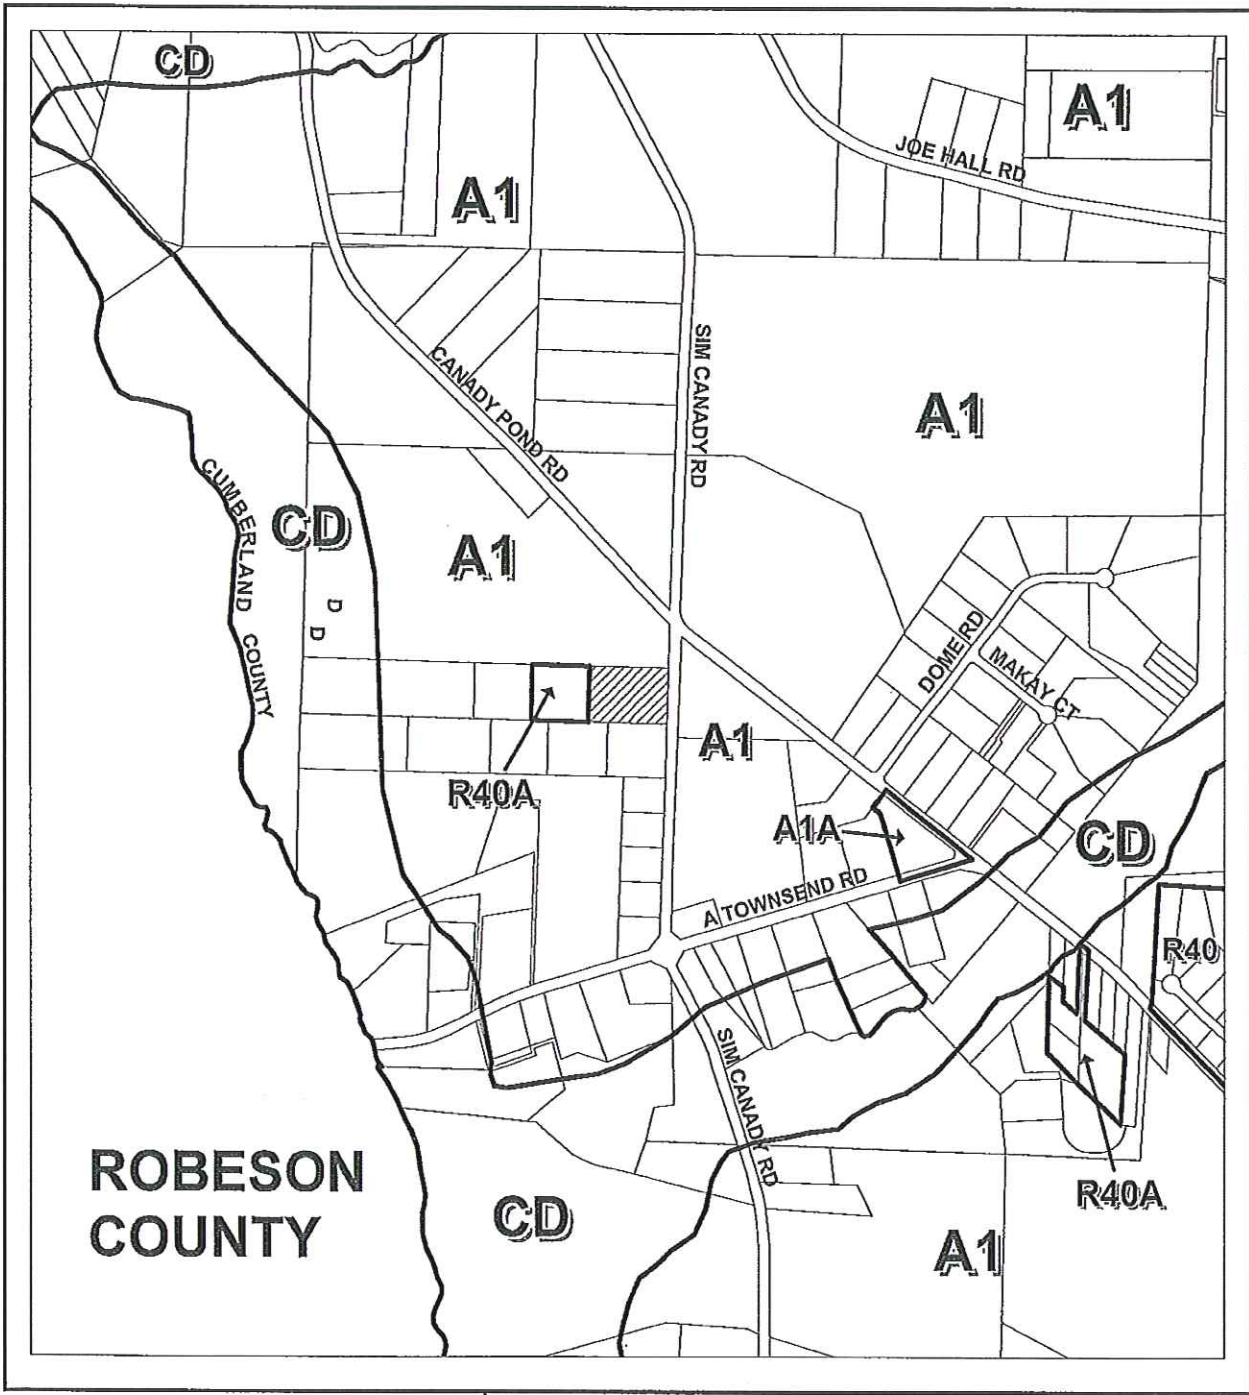 CD
A1
JOE HALL RD
A1
SIM CANADY RD
CANADY POND RD
A1
CUMBERLAND COUNTY
CD
A1
D
D
DOME RD
MAKAY CT
A1
R40A
A1A
CD
A TOWNSEND RD
R40
SIM CANADY RD
ROBESON
COUNTY
CD
R40A
A1